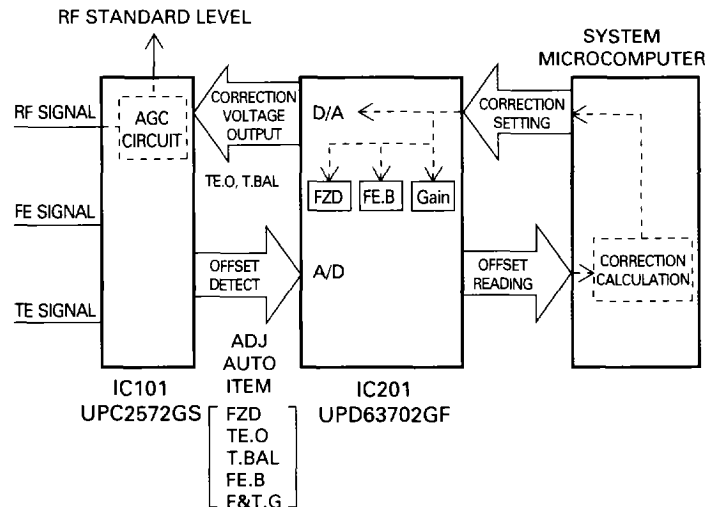 RF STANDARD LEVEL
SYSTEM
MICROCOMPUTER
RF SIGNAL
AGC
CIRCUIT
CORRECTION
VOLTAGE
OUTPUT
D/A
CORRECTION
SETTING
TE.O, T.BAL
FZD
FE.B
Gain
FE SIGNAL
OFFSET
DETECT
A/D
OFFSET
READING
CORRECTION
CALCULATION
TE SIGNAL
ADJ
AUTO
ITEM
IC101
UPC2572GS
IC201
UPD63702GF
FZD
TE.O
T.BAL
FE.B
F&T.G